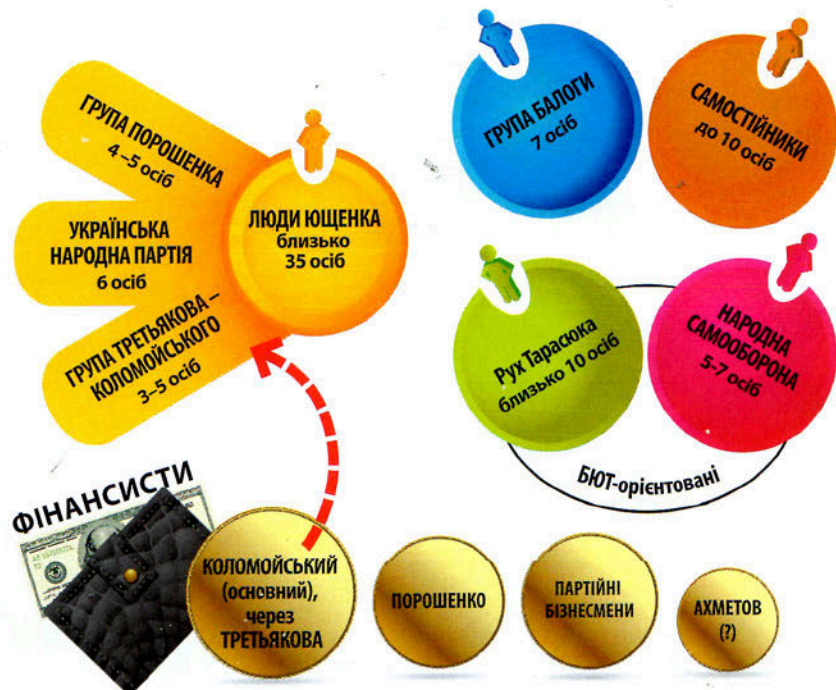 ГРУПА ПОРОШЕНКА
4–5 осіб
УКРАЇНСЬКА
НАРОДНА ПАРТІЯ
6 осіб
ГРУПА ТРЕТЬЯКОВА –
КОЛОМОЙСЬКОГО
3–5 осіб
ЛЮДИ ЮЩЕНКА
близько
35 осіб
ГРУПА БАЛОГИ
7 осіб
САМОСТІЙНИКИ
до 10 осіб
Рух Тарасюка
близько 10 осіб
НАРОДНА
САМООБОРОНА
5-7 осіб
БЮТ-орієнтовані
ФІНАНСИСТИ
КОЛОМОЙСЬКИЙ
(основний),
через
ТРЕТЬЯКОВА
ПОРОШЕНКО
ПАРТІЙНІ
БІЗНЕСМЕНИ
АХМЕТОВ
(?)